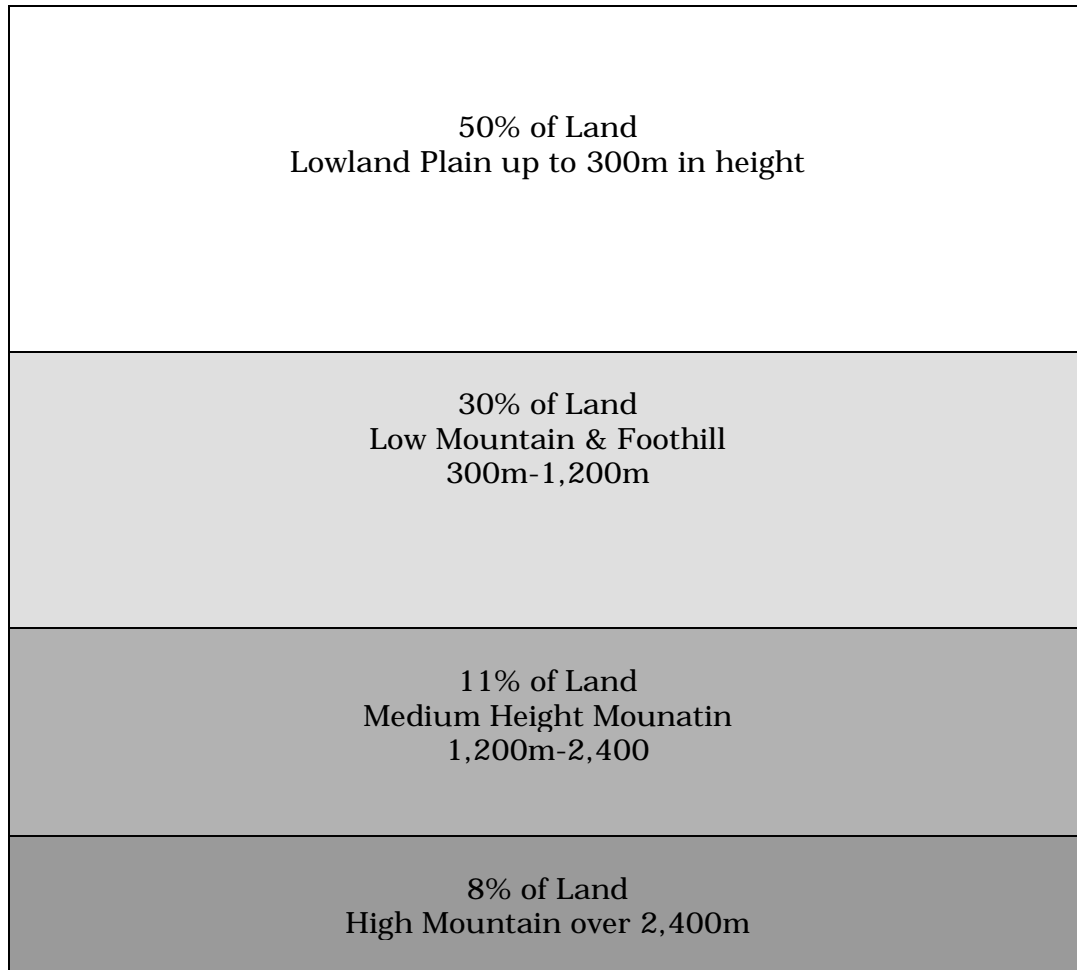 50% of Land
Lowland Plain up to 300m in height
30% of Land
Low Mountain & Foothill
300m-1,200m
11% of Land
Medium Height Mounatin
1,200m-2,400
8% of Land
High Mountain over 2,400m